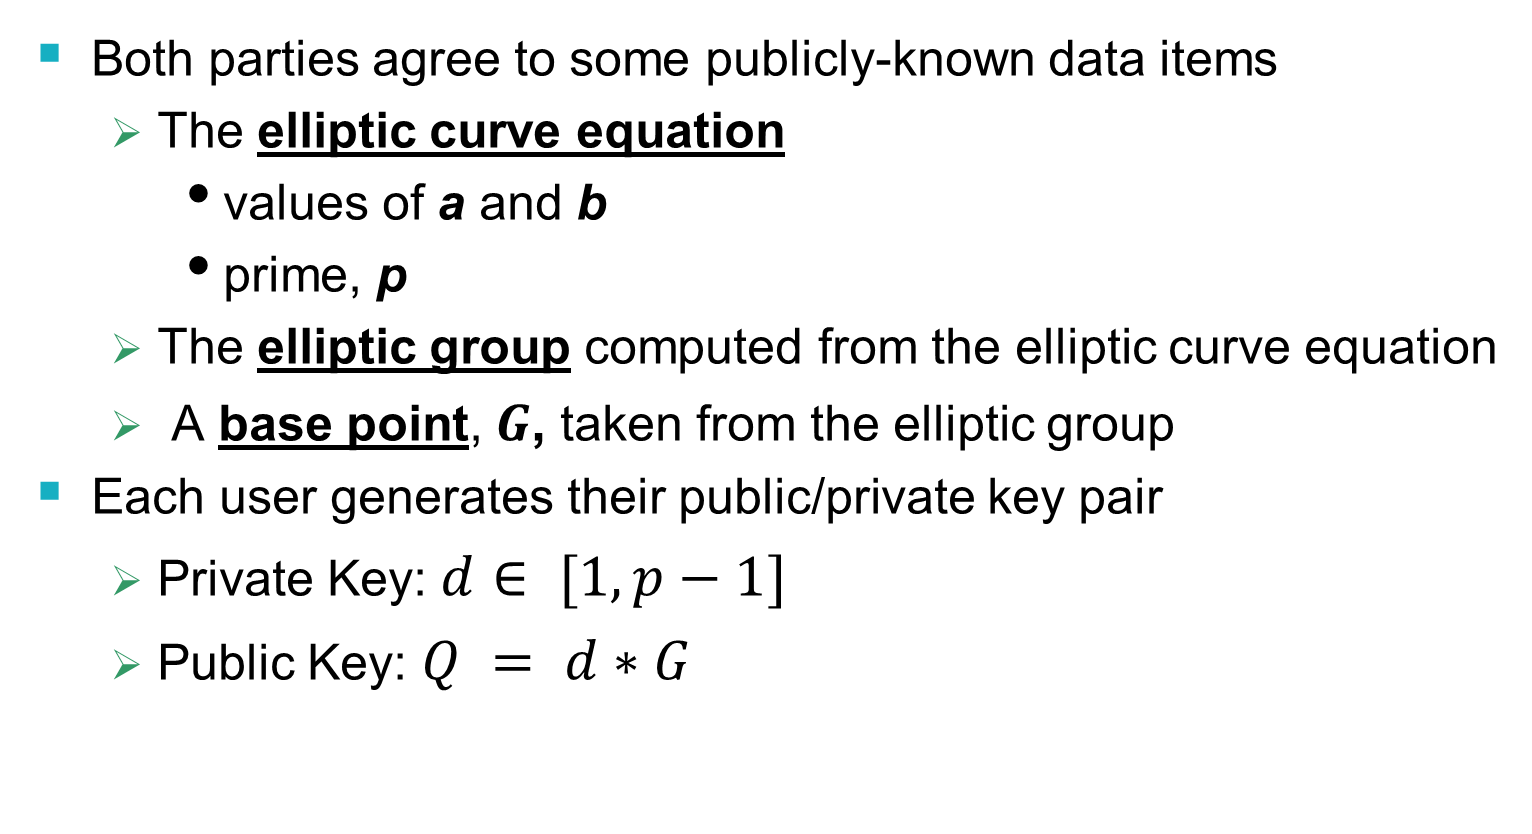 ▪ Both parties agree to some publicly-known data items
➢ The elliptic curve equation
• values of a and b
• prime, p
➢ The elliptic group computed from the elliptic curve equation
➢ A base point, G, taken from the elliptic group
▪ Each user generates their public/private key pair
➢ Private Key: d ∈ [1, p − 1]
➢ Public Key: Q = d ∗ G